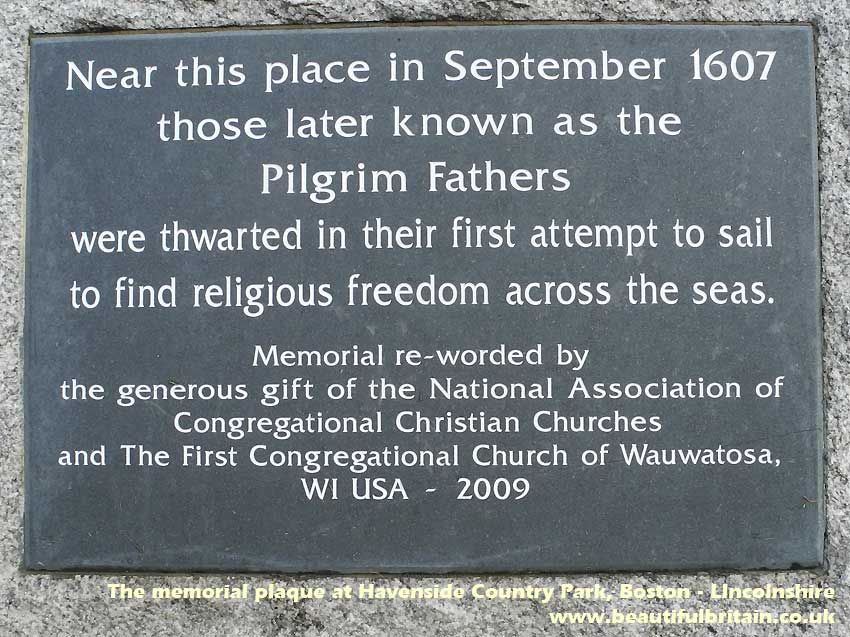 Near this place in September 1607
those later known as the
Pilgrim Fathers
were thwarted in their first attempt to sail
to find religious freedom across the seas.
Memorial re-worded by
the generous gift of the National Association of
Congregational Christian Churches
and The First Congregational Church of Wauwatosa,
WI USA - 2009
The memorial plaque at Havenside Country Park, Boston - LIncolnshire
www.beautifulbritain.co.uk